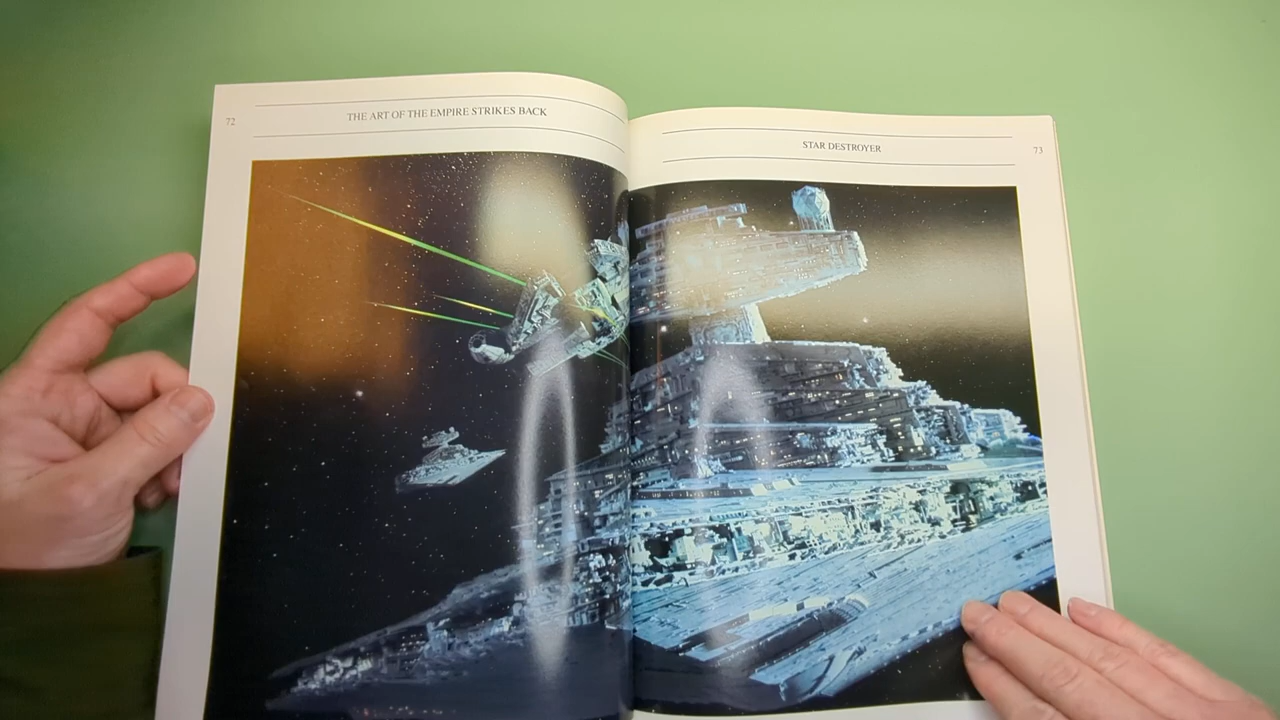 72
THE ART OF THE EMPIRE STRIKES BACK
STAR DESTROYER
73